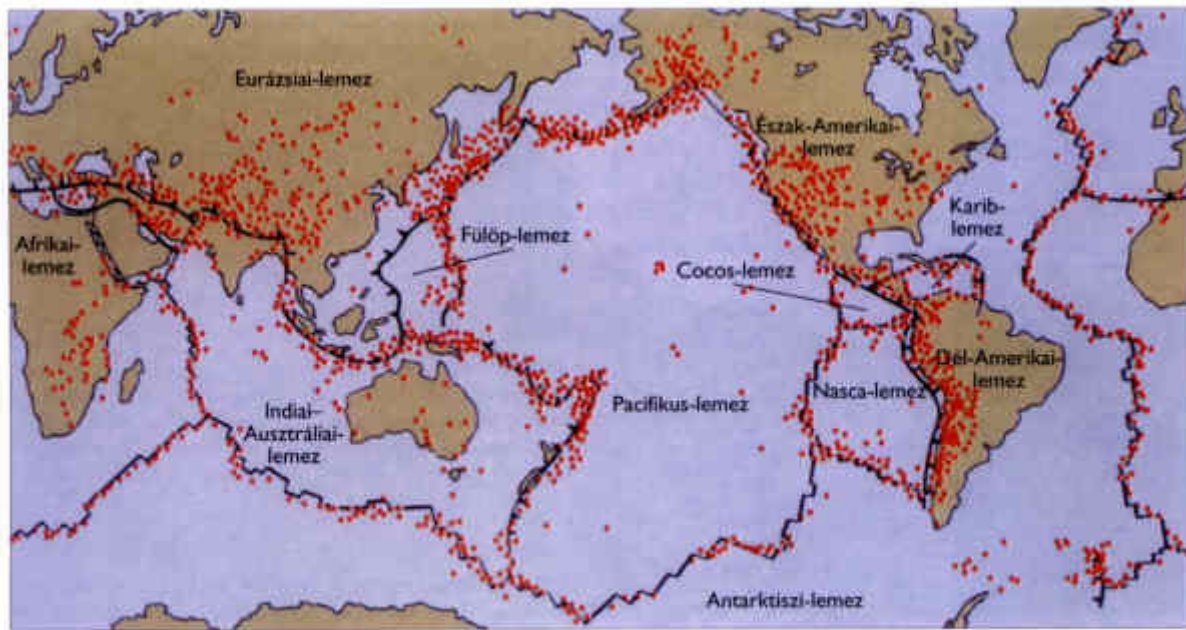 Eurázsiai-lemez
Észak-Amerikai-
lemez
Karib-
lemez
Afrikai-
lemez
Fülöp-lemez
Cocos-lemez
Dél-Amerikai-
lemez
Nasca-lemez
Pacifikus-lemez
Indiai-
Ausztráliai-
lemez
Antarktiszi-lemez